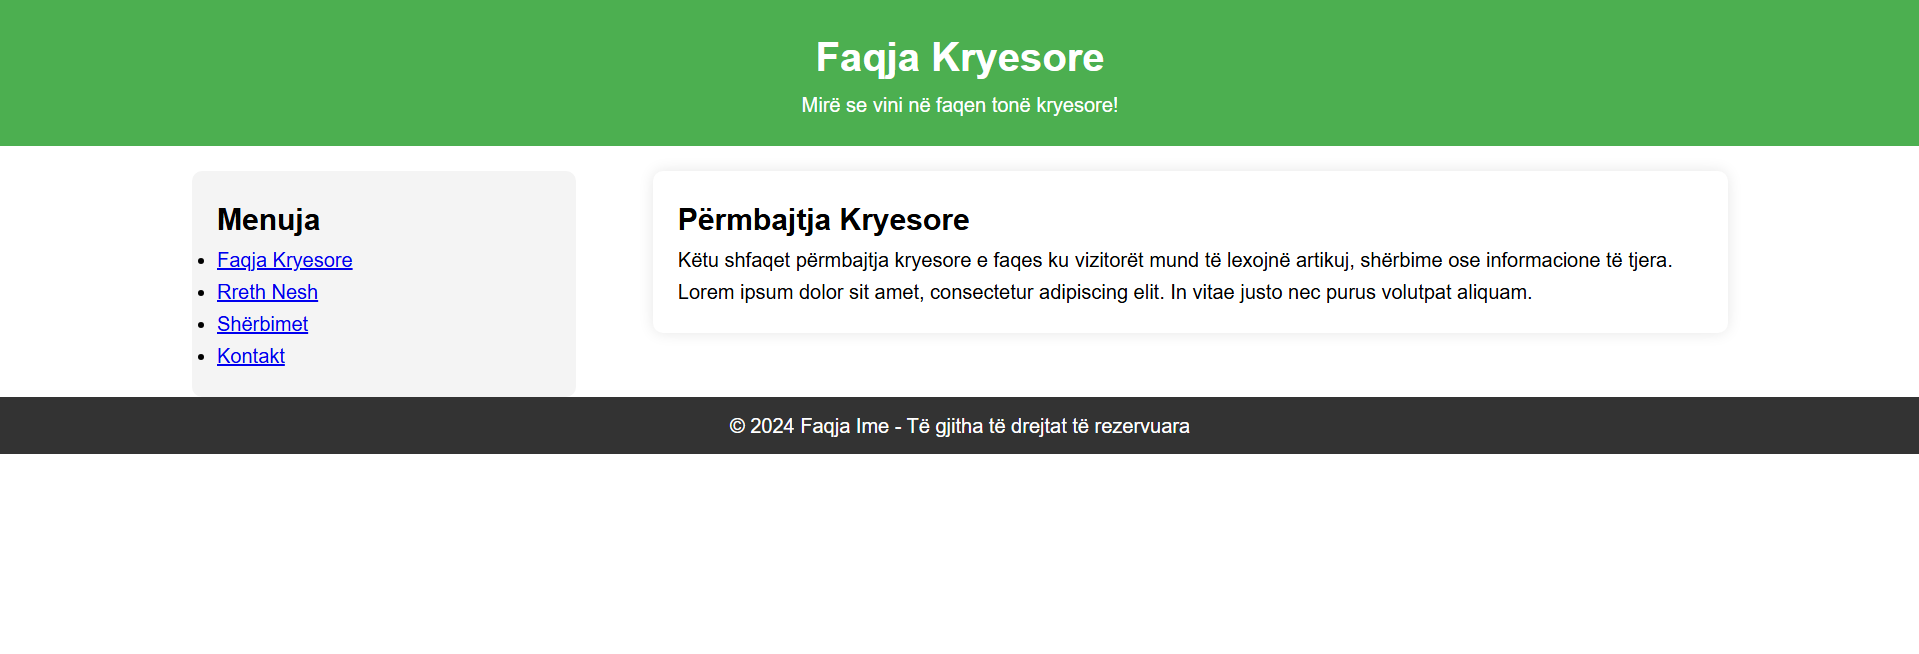 Faqja Kryesore
Mirë se vini në faqen tonë kryesore!
Menuja
Faqja Kryesore
Rreth Nesh
Shërbimet
Kontakt
Përmbajtja Kryesore
Këtu shfaqet përmbajtja kryesore e faqes ku vizitorët mund të lexojnë artikuj, shërbime ose informacione të tjera.
Lorem ipsum dolor sit amet, consectetur adipiscing elit. In vitae justo nec purus volutpat aliquam.
© 2024 Faqja Ime - Të gjitha të drejtat të rezervuara